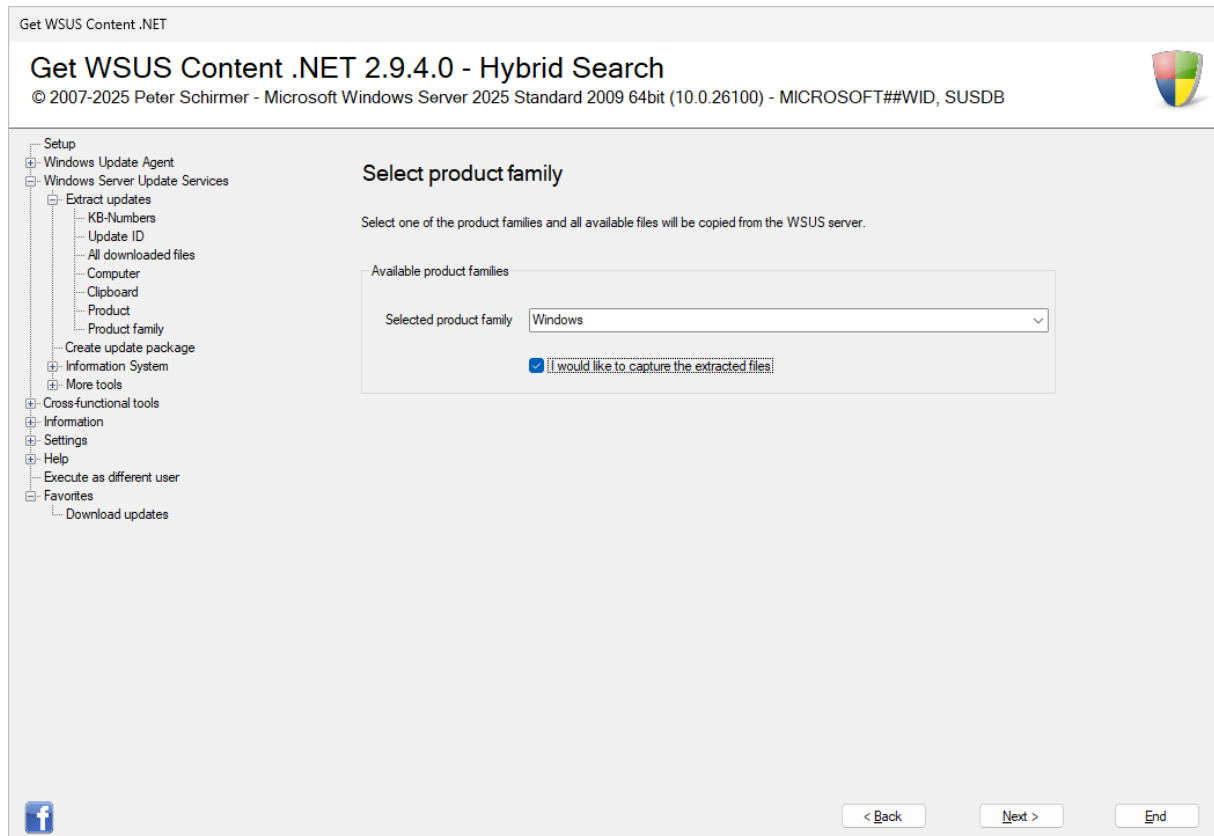 Get WSUS Content .NET
Get WSUS Content .NET 2.9.4.0 - Hybrid Search
© 2007-2025 Peter Schirmer - Microsoft Windows Server 2025 Standard 2009 64bit (10.0.26100) - MICROSOFT##WID, SUSDB
Setup
Windows Update Agent
Windows Server Update Services
Extract updates
KB-Numbers
Update ID
All downloaded files
Computer
Clipboard
Product
Product family
Create update package
Information System
More tools
Cross-functional tools
Information
Settings
Help
Execute as different user
Favorites
Download updates
Select product family
Select one of the product families and all available files will be copied from the WSUS server.
Available product families
Selected product family Windows
I would like to capture the extracted files
f
< Back Next > End